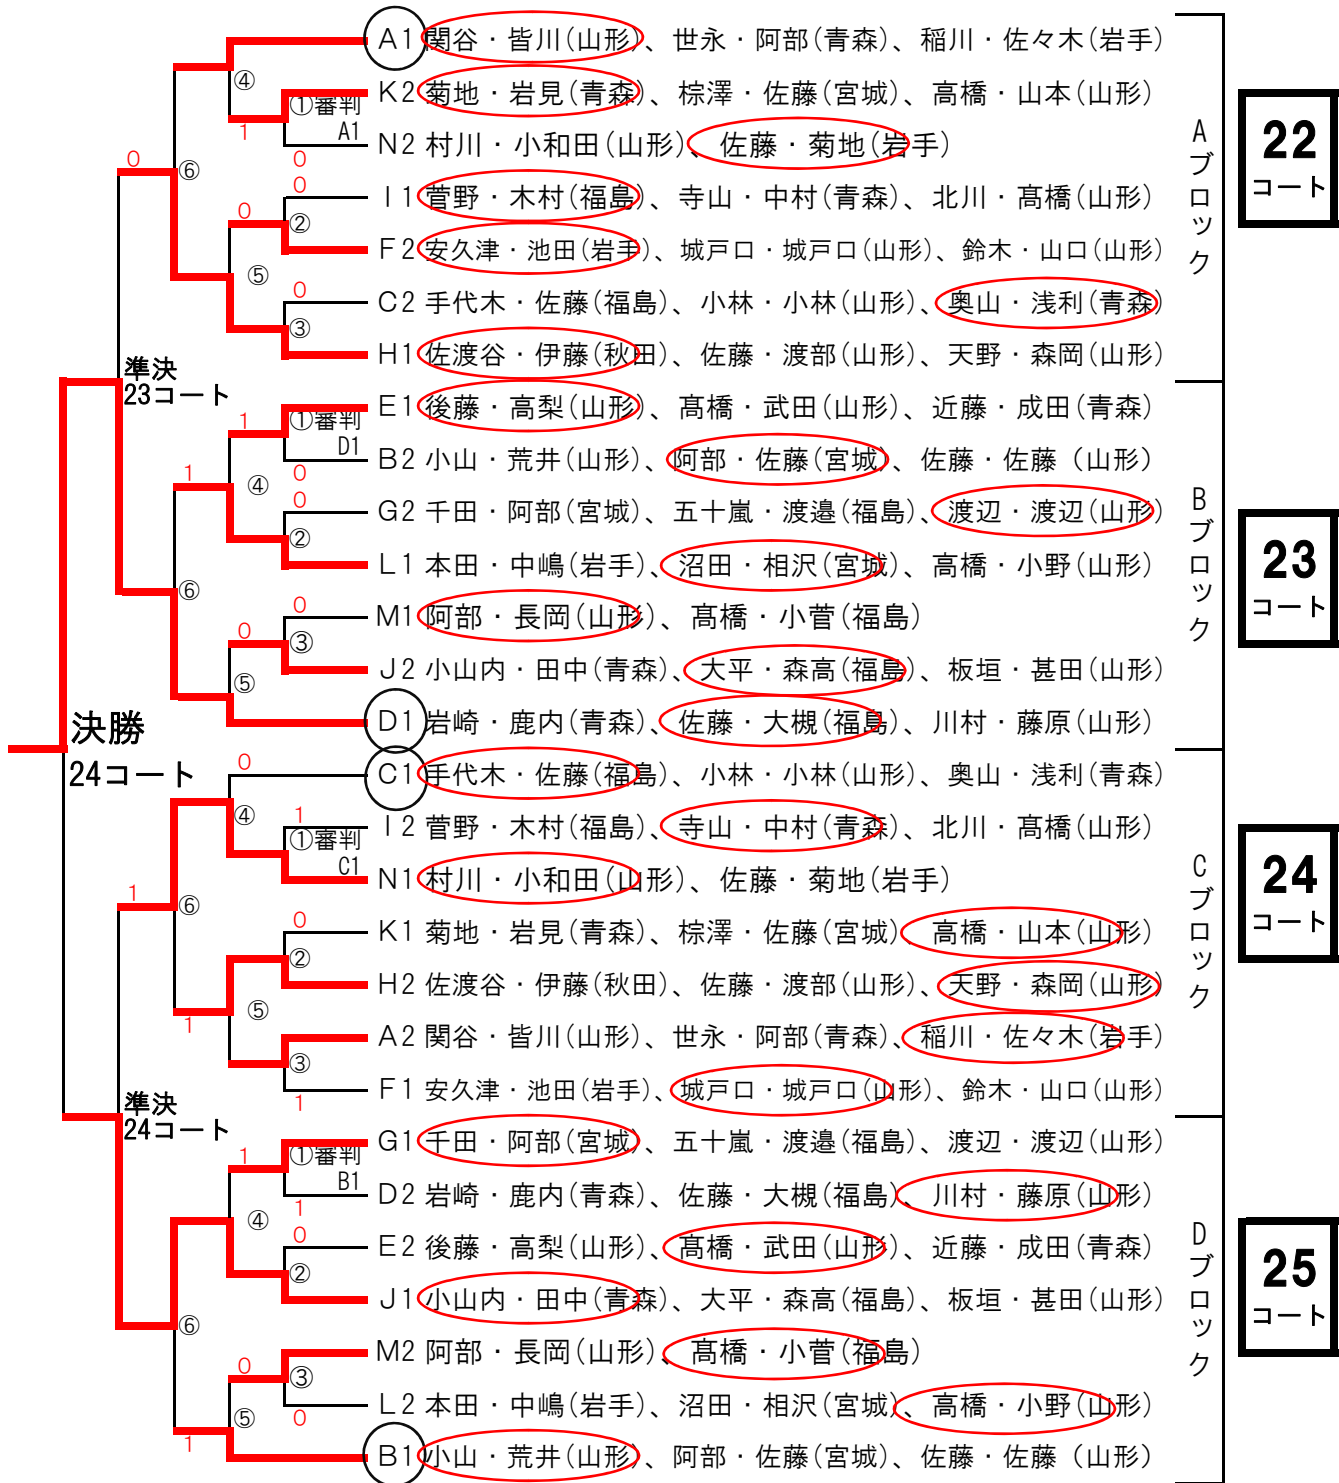 A1 関谷・皆川(山形)、世永・阿部(青森)、稲川・佐々木(岩手)
④
K2 菊地・岩見(青森)、棕澤・佐藤(宮城)、高橋・山本(山形)
①審判
A1
1
N2 村川・小和田(山形)、佐藤・菊地(岩手)
0
0
⑥
0
I1 菅野・木村(福島)、寺山・中村(青森)、北川・髙橋(山形)
0
②
F2 安久津・池田(岩手)、城戸口・城戸口(山形)、鈴木・山口(山形)
⑤
0
C2 手代木・佐藤(福島)、小林・小林(山形)、奥山・浅利(青森)
③
H1 佐渡谷・伊藤(秋田)、佐藤・渡部(山形)、天野・森岡(山形)
Aブロック
22
コート
準決
23コート
E1 後藤・高梨(山形)、髙橋・武田(山形)、近藤・成田(青森)
1
①審判
D1
B2 小山・荒井(山形)、阿部・佐藤(宮城)、佐藤・佐藤（山形）
1
④
0
0
G2 千田・阿部(宮城)、五十嵐・渡邉(福島)、渡辺・渡辺(山形)
②
L1 本田・中嶋(岩手)、沼田・相沢(宮城)、高橋・小野(山形)
⑥
0
M1 阿部・長岡(山形)、髙橋・小菅(福島)
0
③
J2 小山内・田中(青森)、大平・森高(福島)、板垣・甚田(山形)
⑤
D1 岩崎・鹿内(青森)、佐藤・大槻(福島)、川村・藤原(山形)
Bブロック
23
コート
決勝
24コート
0
C1 手代木・佐藤(福島)、小林・小林(山形)、奥山・浅利(青森)
④
1
I2 菅野・木村(福島)、寺山・中村(青森)、北川・髙橋(山形)
①審判
C1
N1 村川・小和田(山形)、佐藤・菊地(岩手)
1
⑥
0
K1 菊地・岩見(青森)、棕澤・佐藤(宮城)、高橋・山本(山形)
②
H2 佐渡谷・伊藤(秋田)、佐藤・渡部(山形)、天野・森岡(山形)
1
⑤
A2 関谷・皆川(山形)、世永・阿部(青森)、稲川・佐々木(岩手)
③
F1 安久津・池田(岩手)、城戸口・城戸口(山形)、鈴木・山口(山形)
1
Cブロック
24
コート
準決
24コート
G1 千田・阿部(宮城)、五十嵐・渡邉(福島)、渡辺・渡辺(山形)
1
①審判
B1
D2 岩崎・鹿内(青森)、佐藤・大槻(福島)、川村・藤原(山形)
1
④
0
E2 後藤・高梨(山形)、髙橋・武田(山形)、近藤・成田(青森)
②
J1 小山内・田中(青森)、大平・森高(福島)、板垣・甚田(山形)
⑥
M2 阿部・長岡(山形)、髙橋・小菅(福島)
0
③
L2 本田・中嶋(岩手)、沼田・相沢(宮城)、高橋・小野(山形)
⑤
0
1
B1 小山・荒井(山形)、阿部・佐藤(宮城)、佐藤・佐藤（山形）
Dブロック
25
コート